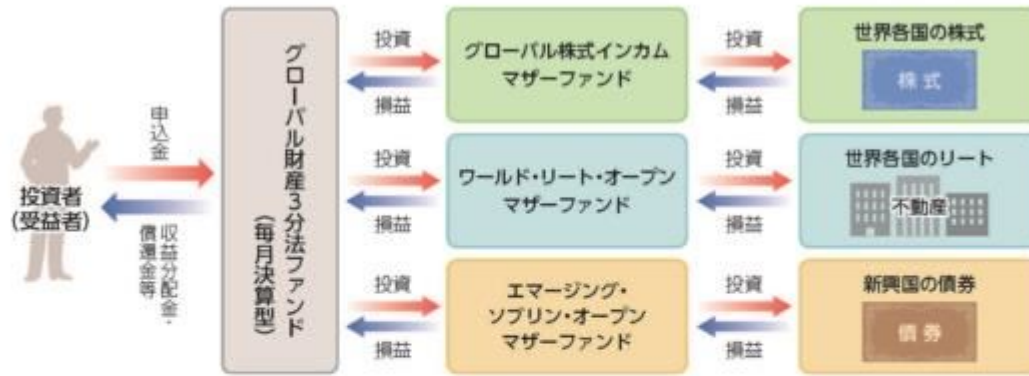 投資者
(受益者)
申込金
収益分配金・
償還金等
グローバル財産3分法ファンド
(毎月決算型)
投資
損益
グローバル株式インカム
マザーファンド
投資
損益
世界各国の株式
株式
投資
損益
ワールド・リート・オープン
マザーファンド
投資
損益
世界各国のリート
不動産
投資
損益
エマージング・
ソブリン・オープン
マザーファンド
投資
損益
新興国の債券
債券